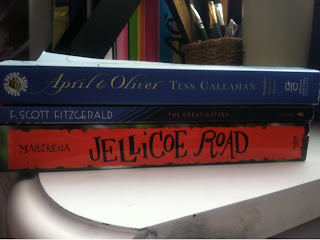 April & Oliver TESS CALLAHAN
F. SCOTT FITZGERALD THE GREAT GATSBY
MARCHETTA JELLICOE ROAD